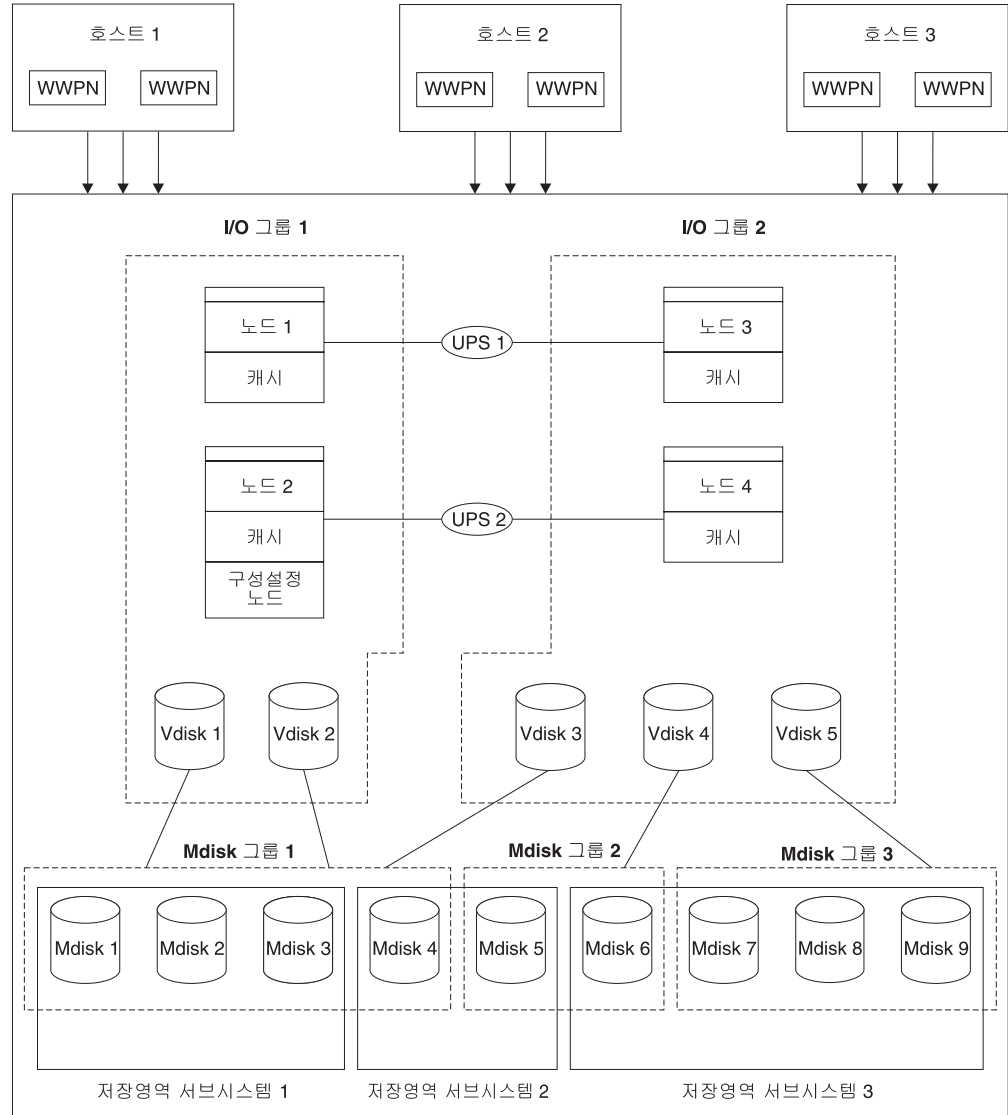 호스트 1
WWPN
WWPN
호스트 2
WWPN
WWPN
호스트 3
WWPN
WWPN
I/O 그룹 1
I/O 그룹 2
노드 1
캐시
UPS 1
노드 3
캐시
노드 2
캐시
구성설정
노드
UPS 2
노드 4
캐시
Vdisk 1
Vdisk 2
Vdisk 3
Vdisk 4
Vdisk 5
Mdisk 그룹 1
Mdisk 그룹 2
Mdisk 그룹 3
Mdisk 1
Mdisk 2
Mdisk 3
Mdisk 4
Mdisk 5
Mdisk 6
Mdisk 7
Mdisk 8
Mdisk 9
저장영역 서브시스템 1
저장영역 서브시스템 2
저장영역 서브시스템 3